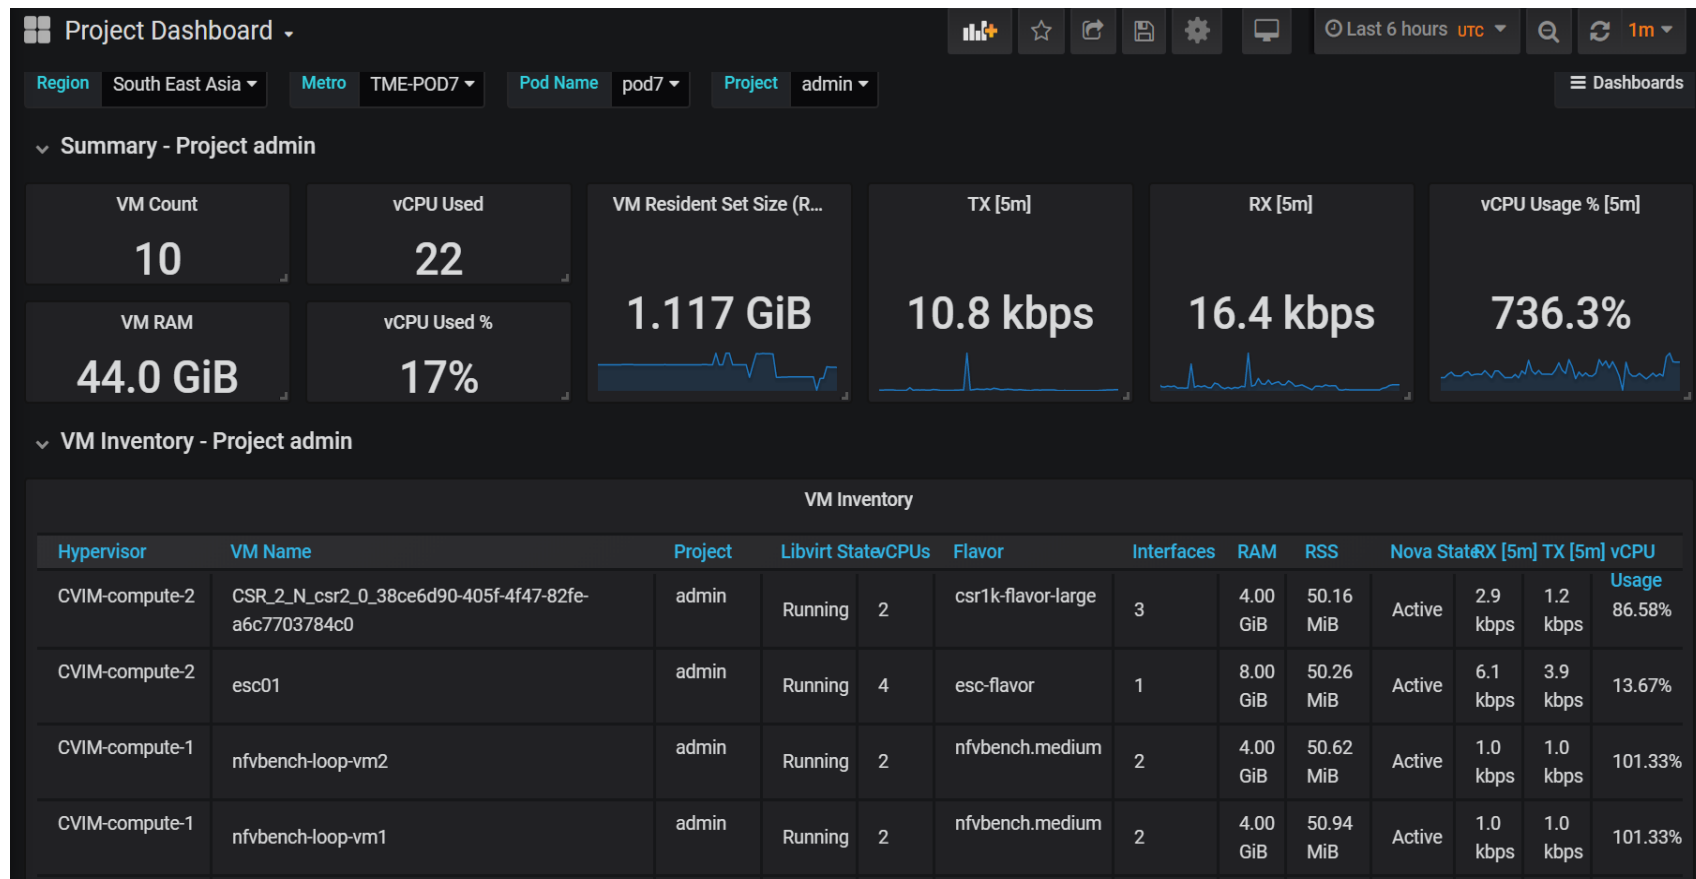 Project Dashboard
Last 6 hours UTC
1m
Region South East Asia
Metro TME-POD7
Pod Name pod7
Project admin
Dashboards
Summary - Project admin
VM Count
10
vCPU Used
22
VM Resident Set Size (R...
1.117 GiB
TX [5m]
10.8 kbps
RX [5m]
16.4 kbps
vCPU Usage % [5m]
736.3%
VM RAM
44.0 GiB
vCPU Used %
17%
VM Inventory - Project admin
VM Inventory
Hypervisor VM Name Project Libvirt State vCPUs Flavor Interfaces RAM RSS Nova State RX [5m] TX [5m] vCPU Usage
CVIM-compute-2 CSR_2_N_csr2_0_38ce6d90-405f-4f47-82fe-a6c7703784c0 admin Running 2 csr1k-flavor-large 3 4.00 GiB 50.16 MiB Active 2.9 kbps 1.2 kbps 86.58%
CVIM-compute-2 esc01 admin Running 4 esc-flavor 1 8.00 GiB 50.26 MiB Active 6.1 kbps 3.9 kbps 13.67%
CVIM-compute-1 nfvbench-loop-vm2 admin Running 2 nfvbench.medium 2 4.00 GiB 50.62 MiB Active 1.0 kbps 1.0 kbps 101.33%
CVIM-compute-1 nfvbench-loop-vm1 admin Running 2 nfvbench.medium 2 4.00 GiB 50.94 MiB Active 1.0 kbps 1.0 kbps 101.33%